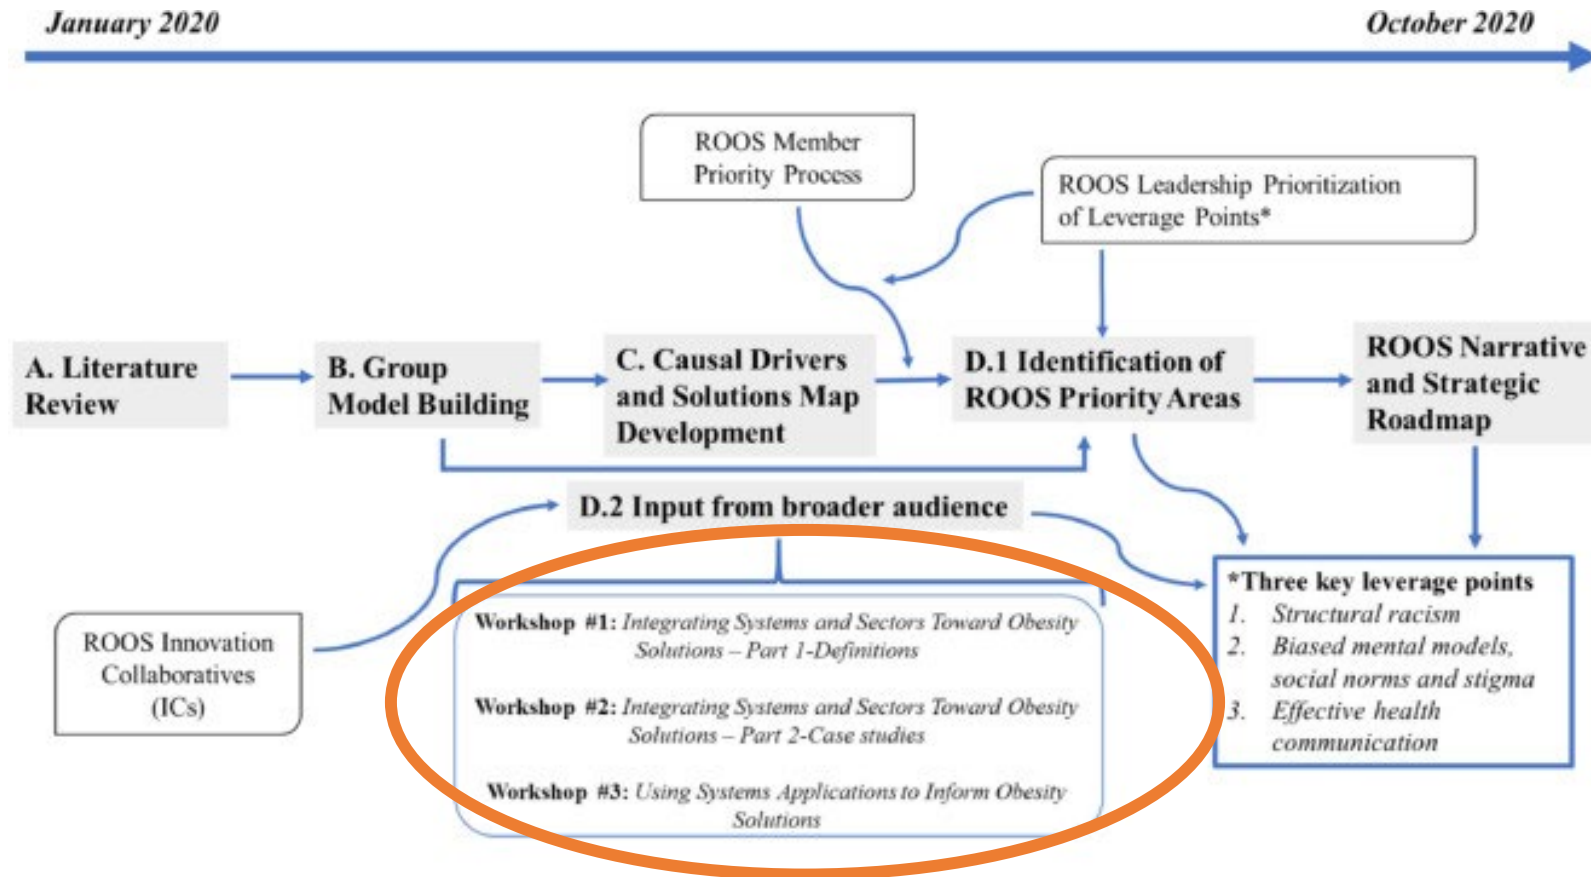 January 2020
October 2020
ROOS Member
Priority Process
ROOS Leadership Prioritization
of Leverage Points*
A. Literature
Review
B. Group
Model Building
C. Causal Drivers
and Solutions Map
Development
D.1 Identification of
ROOS Priority Areas
ROOS Narrative
and Strategic
Roadmap
D.2 Input from broader audience
ROOS Innovation
Collaboratives
(ICs)
Workshop #1: Integrating Systems and Sectors Toward Obesity
Solutions – Part 1-Definitions
Workshop #2: Integrating Systems and Sectors Toward Obesity
Solutions – Part 2-Case studies
Workshop #3: Using Systems Applications to Inform Obesity
Solutions
*Three key leverage points
1. Structural racism
2. Biased mental models,
social norms and stigma
3. Effective health
communication